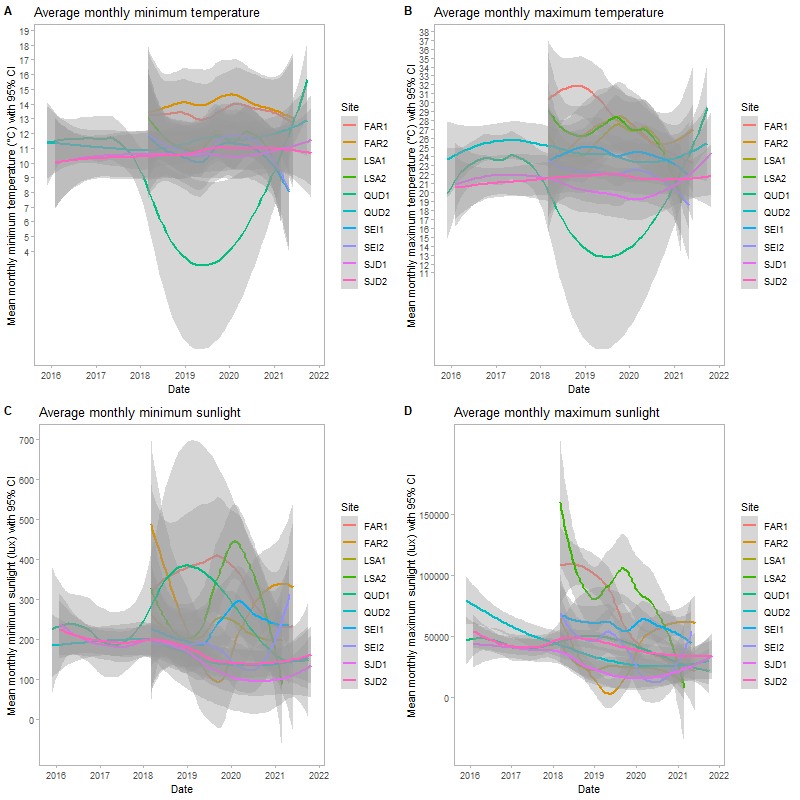 A
Average monthly minimum temperature
Mean monthly minimum temperature (°C) with 95% CI
19
18
17
16
15
14
13
12
11
10
9
8
7
6
5
4
2016
2017
2018
2019
2020
2021
2022
Date
Site
FAR1
FAR2
LSA1
LSA2
QUD1
QUD2
SEI1
SEI2
SJD1
SJD2
B
Average monthly maximum temperature
Mean monthly maximum temperature (°C) with 95% CI
38
37
36
35
34
33
32
31
30
29
28
27
26
25
24
23
22
21
20
19
18
17
16
15
14
13
12
11
2016
2017
2018
2019
2020
2021
2022
Date
Site
FAR1
FAR2
LSA1
LSA2
QUD1
QUD2
SEI1
SEI2
SJD1
SJD2
C
Average monthly minimum sunlight
Mean monthly minimum sunlight (lux) with 95% CI
700
600
500
400
300
200
100
0
2016
2017
2018
2019
2020
2021
2022
Date
Site
FAR1
FAR2
LSA1
LSA2
QUD1
QUD2
SEI1
SEI2
SJD1
SJD2
D
Average monthly maximum sunlight
Mean monthly maximum sunlight (lux) with 95% CI
150000
100000
50000
0
2016
2017
2018
2019
2020
2021
2022
Date
Site
FAR1
FAR2
LSA1
LSA2
QUD1
QUD2
SEI1
SEI2
SJD1
SJD2